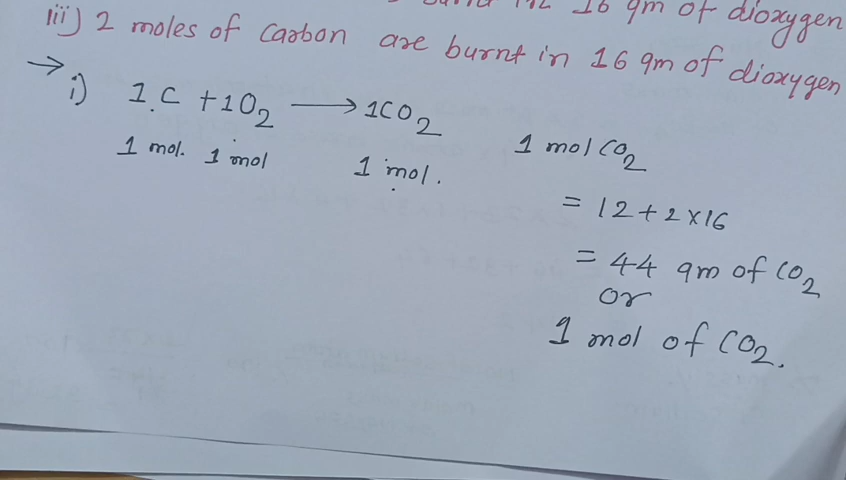 16 gm of dioxygen
iii) 2 moles of carbon are burnt in 16 gm of dioxygen
→ i) 1.C + 1O2 → 1CO2
1 mol. 1 mol 1 mol.
1 mol CO2
= 12 + 2 × 16
= 44 gm of CO2
or
1 mol of CO2.